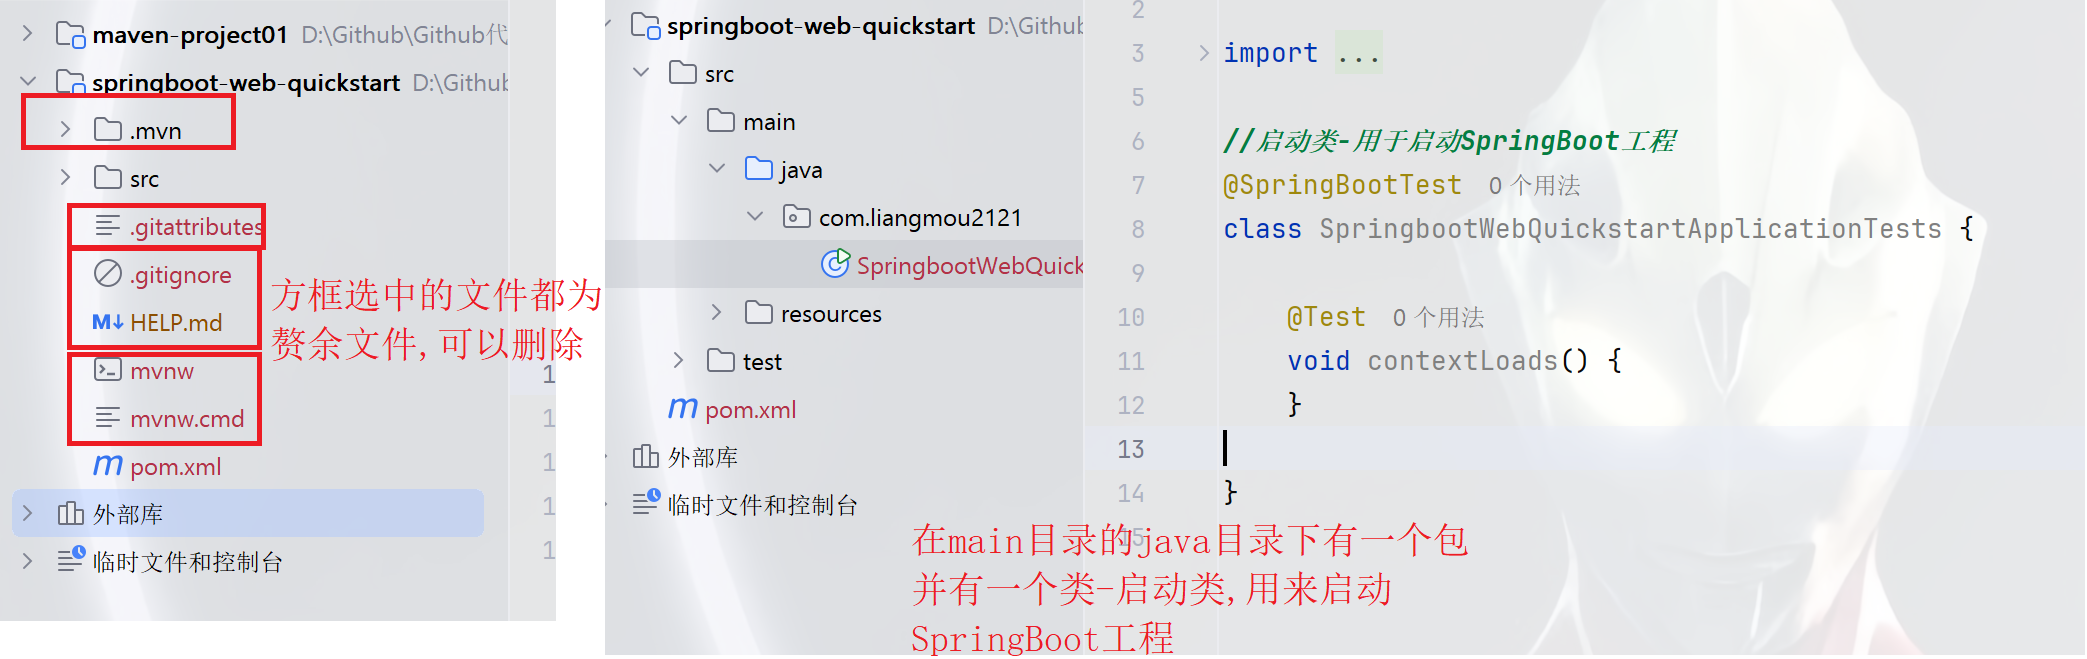 maven-project01 D:\Github\Github代
springboot-web-quickstart D:\Github
.mvn
src
.gitattributes
.gitignore
M↓ HELP.md
mvnw
mvnw.cmd
m pom.xml
外部库
临时文件和控制台
方框选中的文件都为
赘余文件,可以删除
1
1
1
1
1
springboot-web-quickstart D:\Github
src
main
java
com.liangmou2121
SpringbootWebQuick
resources
test
m pom.xml
外部库
临时文件和控制台
2
3 import ...
5
6 //启动类-用于启动SpringBoot工程
7 @SpringBootTest 0 个用法
8 class SpringbootWebQuickstartApplicationTests {
9
10 @Test 0 个用法
11 void contextLoads() {
12 }
13
14 }
15
在main目录的java目录下有一个包
并有一个类-启动类,用来启动
SpringBoot工程